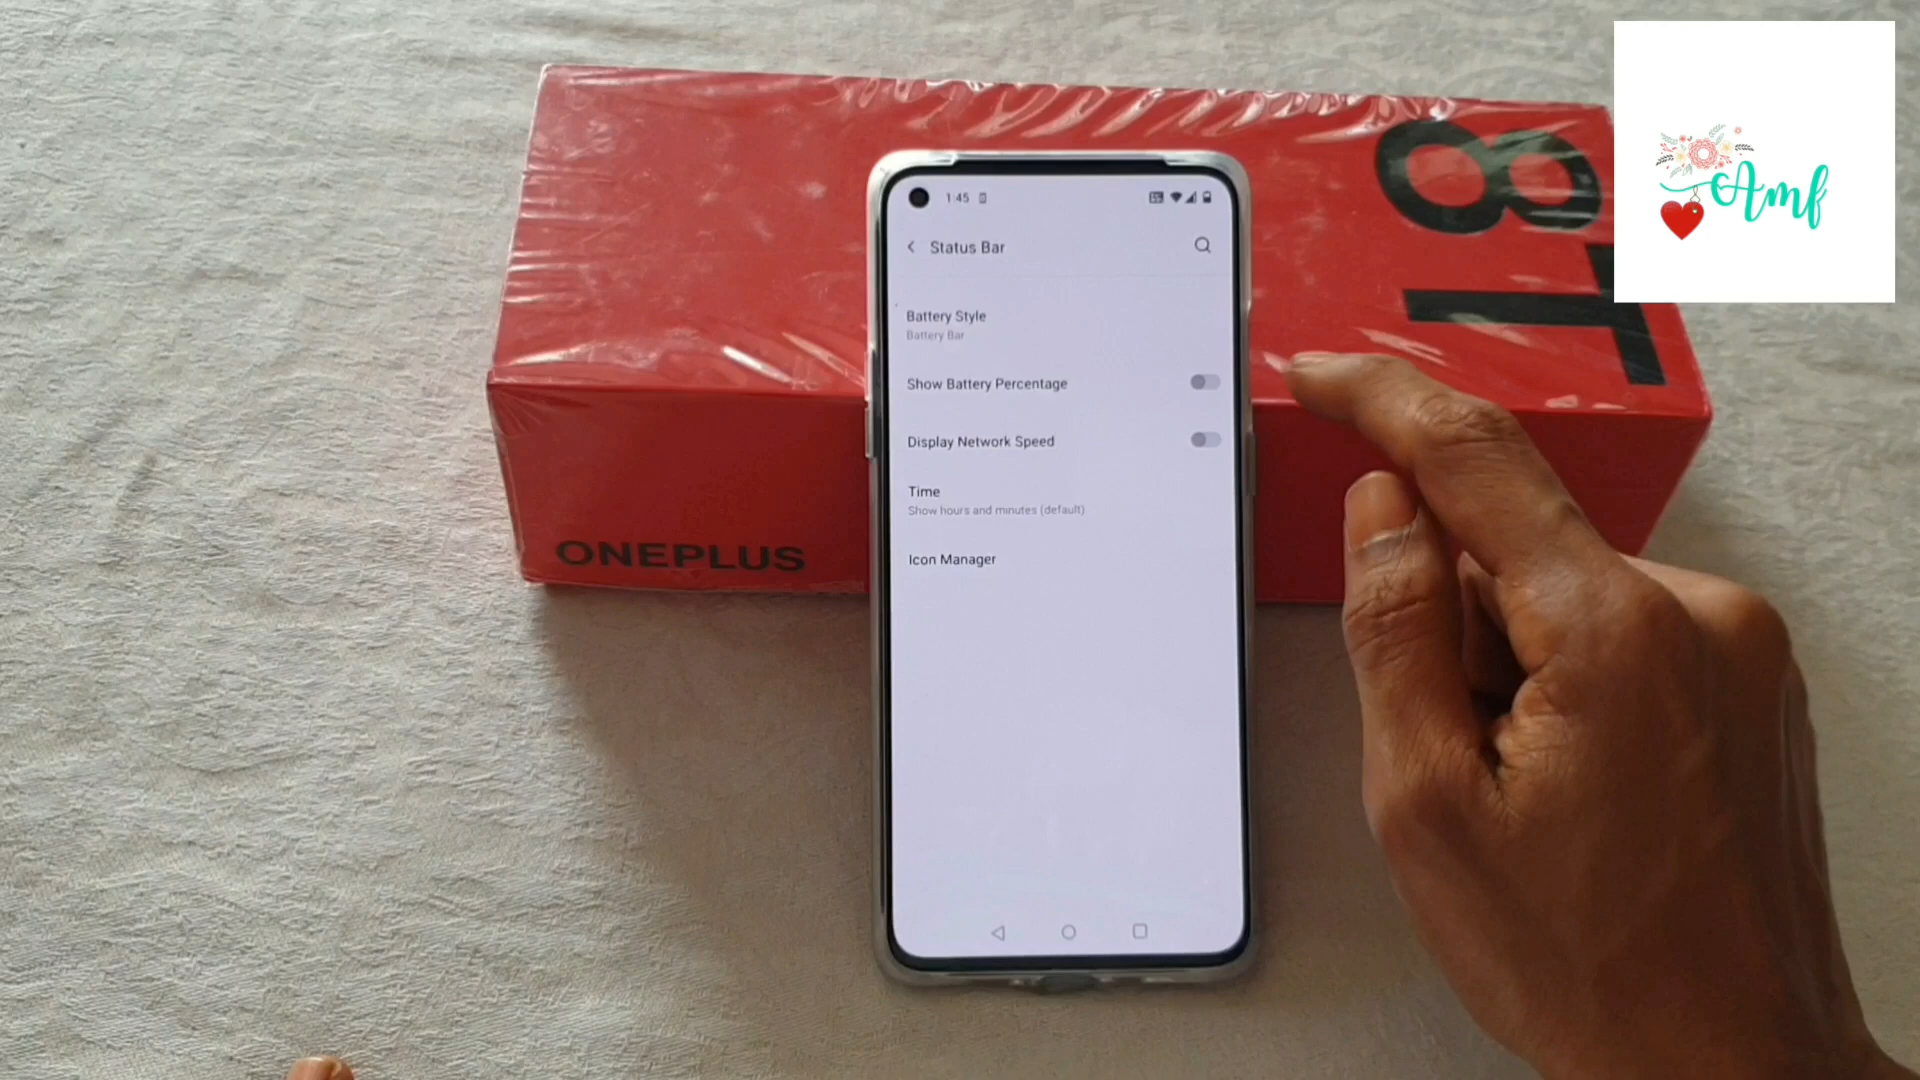 8T
Amf
1:45
Status Bar
Battery Style
Battery Bar
Show Battery Percentage
Display Network Speed
Time
Show hours and minutes (default)
Icon Manager
ONEPLUS